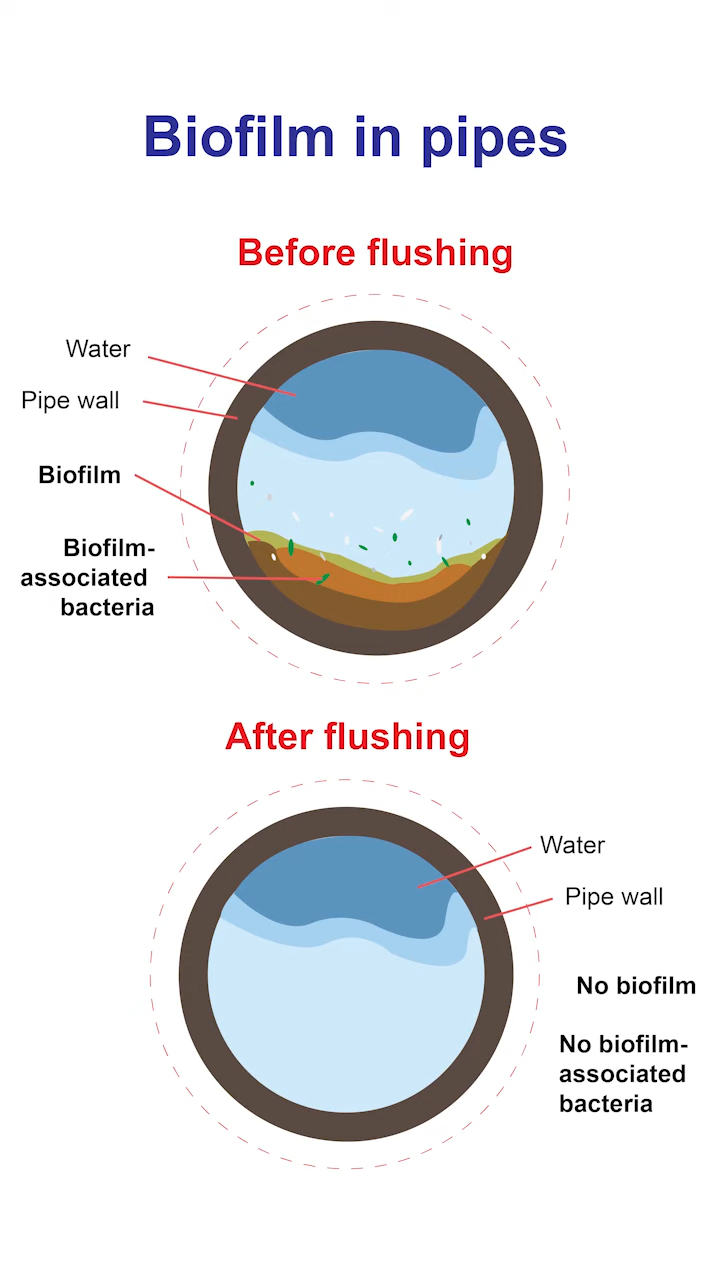 Biofilm in pipes
Before flushing
Water
Pipe wall
Biofilm
Biofilm-
associated
bacteria
After flushing
Water
Pipe wall
No biofilm
No biofilm-
associated
bacteria